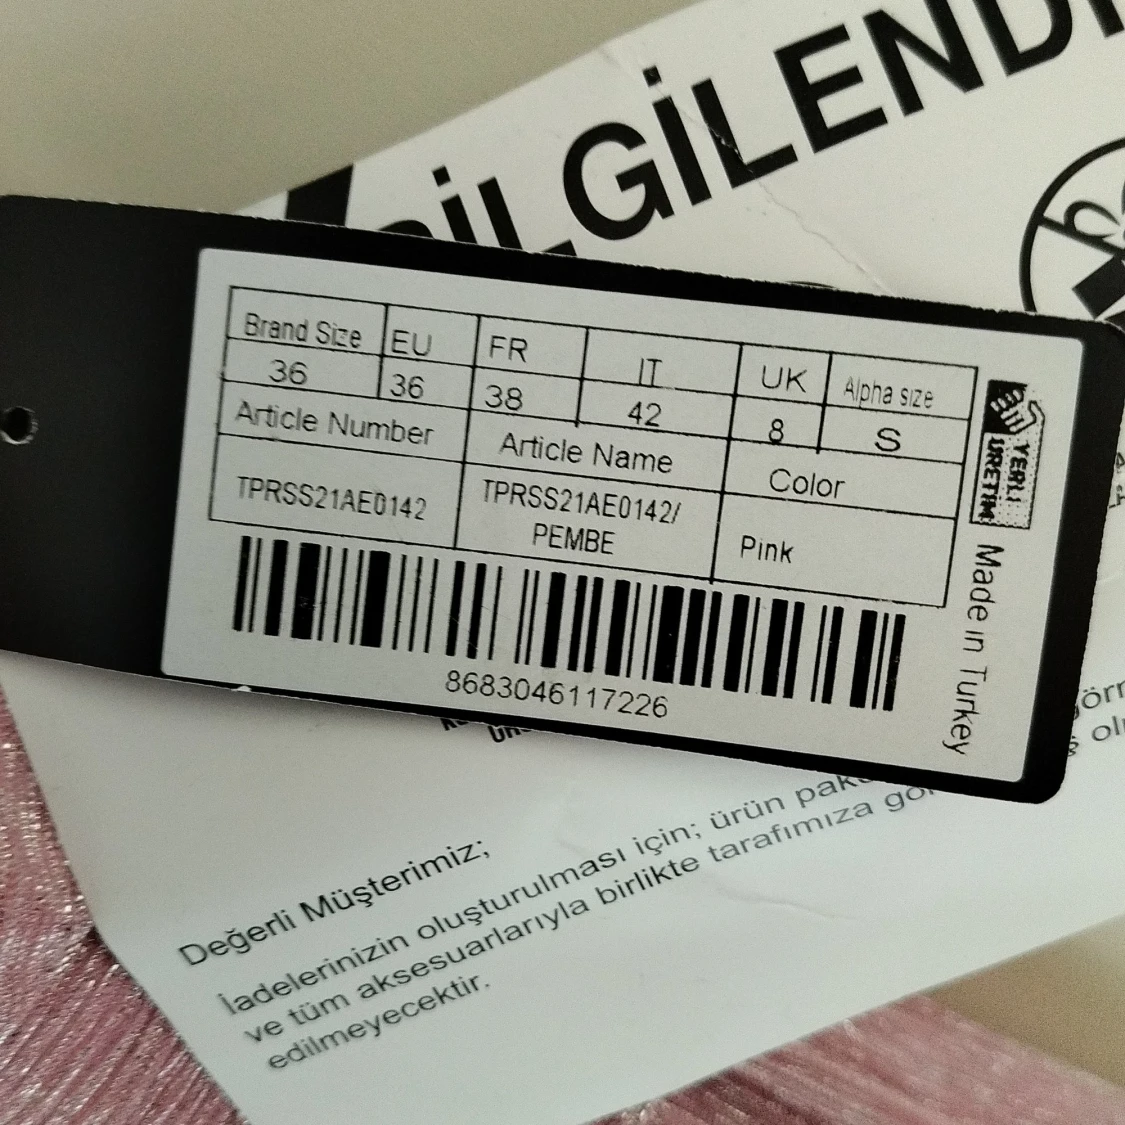 BİLGİLENDİ
Brand Size EU FR IT UK Alpha size
36 36 38 42 8 S
Article Number Article Name Color
TPRSS21AE0142 TPRSS21AE0142/
PEMBE Pink
8683046117226
YERLİ
ÜRETİM
Made in Turkey
Değerli Müşterimiz;
İadelerinizin oluşturulması için; ürün
ve tüm aksesuarlarıyla birlikte tarafımıza
edilmeyecektir.